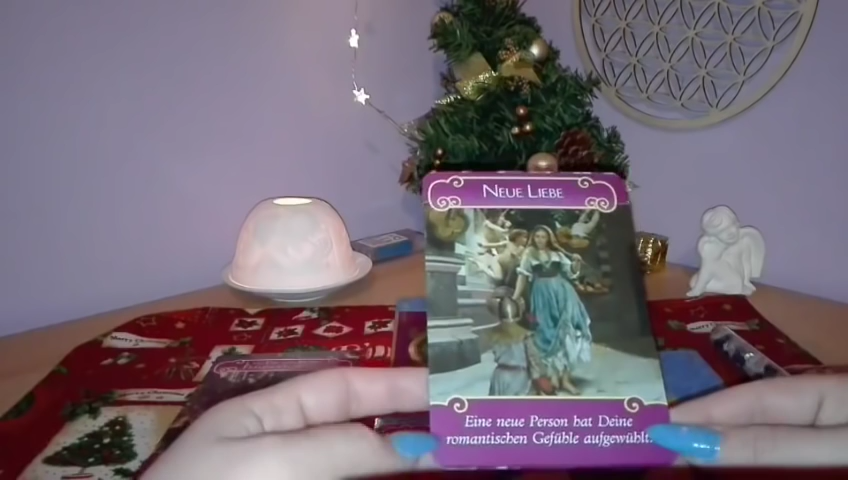 Neue Liebe
Eine neue Person hat Deine
romantischen Gefühle aufgewühlt.